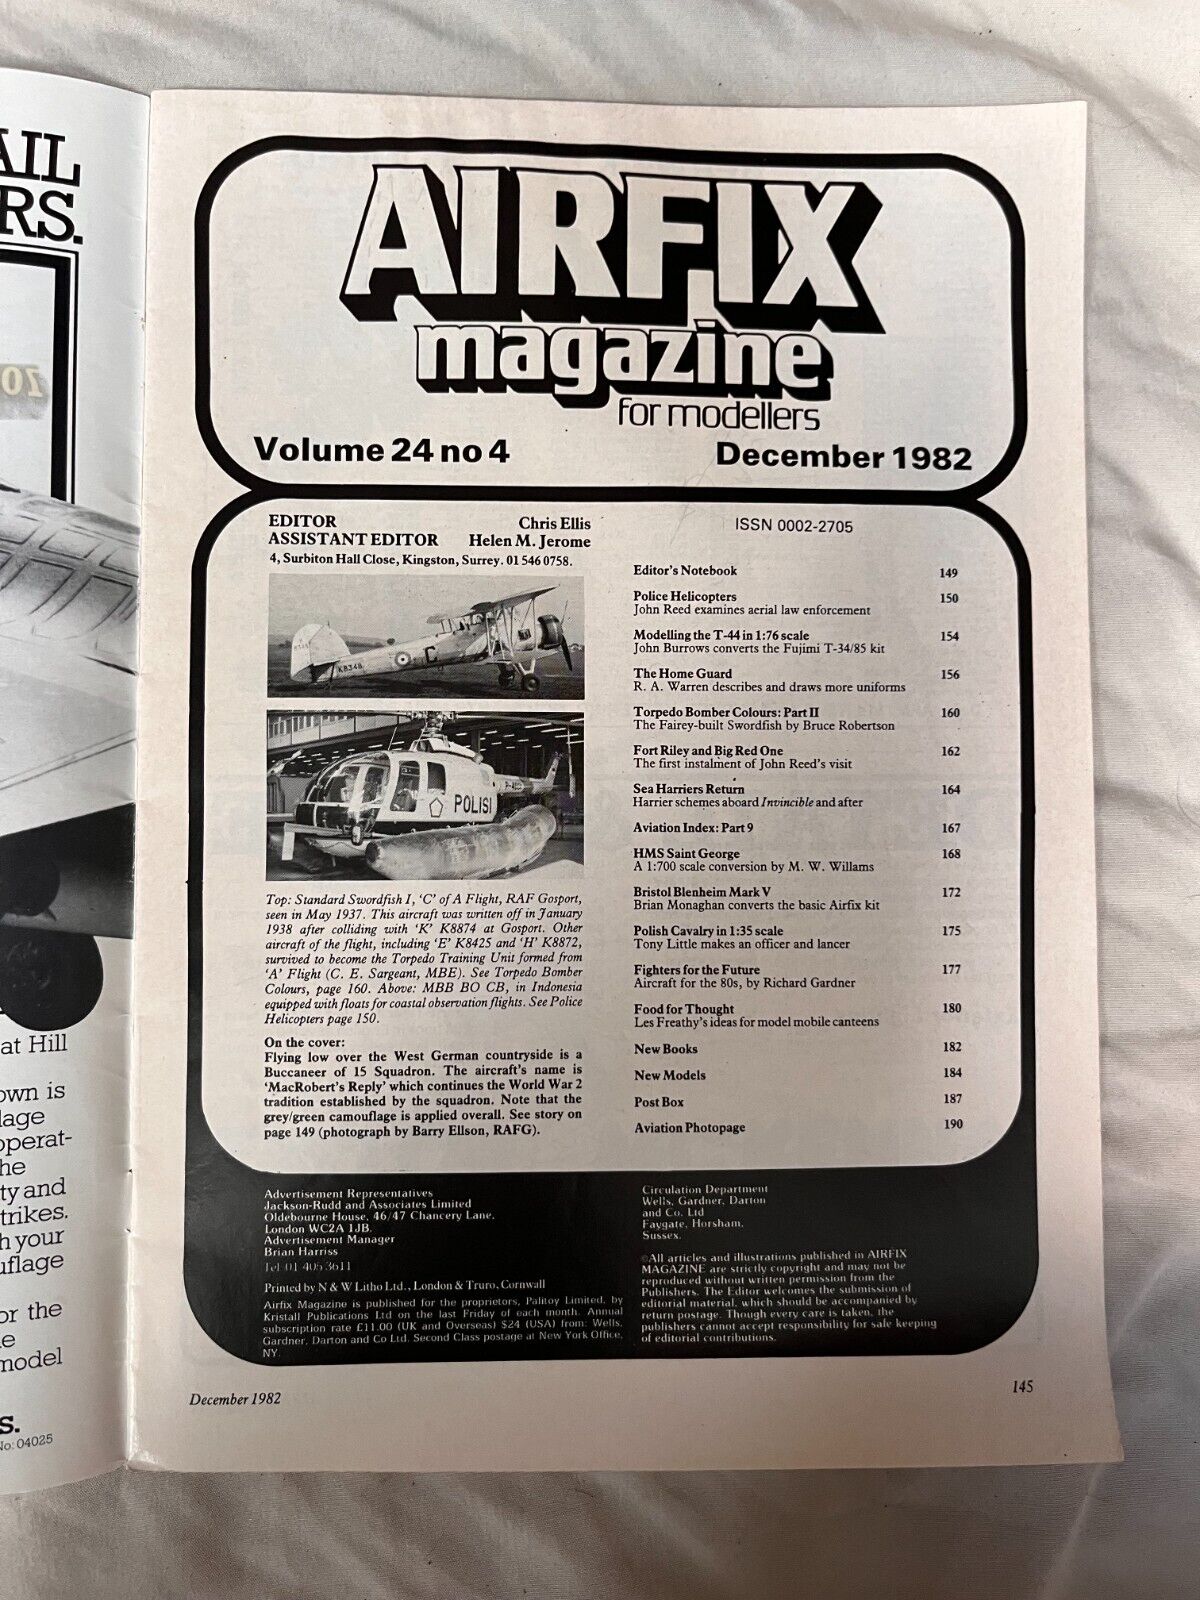 AIL
RS.
at Hill
own is
lage
operat-
he
ty and
trikes.
h your
uflage
or the
e
model
s.
No: 04025
AIRFIX
magazine
for modellers
Volume 24 no 4
December 1982
EDITOR Chris Ellis
ASSISTANT EDITOR Helen M. Jerome
4, Surbiton Hall Close, Kingston, Surrey. 01 546 0758.
K8348
C
POLISI
Top: Standard Swordfish I, 'C' of A Flight, RAF Gosport,
seen in May 1937. This aircraft was written off in January
1938 after colliding with 'K' K8874 at Gosport. Other
aircraft of the flight, including 'E' K8425 and 'H' K8872,
survived to become the Torpedo Training Unit formed from
'A' Flight (C. E. Sargeant, MBE). See Torpedo Bomber
Colours, page 160. Above: MBB BO CB, in Indonesia
equipped with floats for coastal observation flights. See Police
Helicopters page 150.
On the cover:
Flying low over the West German countryside is a
Buccaneer of 15 Squadron. The aircraft's name is
'MacRobert's Reply' which continues the World War 2
tradition established by the squadron. Note that the
grey/green camouflage is applied overall. See story on
page 149 (photograph by Barry Ellson, RAFG).
ISSN 0002-2705
Editor's Notebook 149
Police Helicopters 150
John Reed examines aerial law enforcement
Modelling the T-44 in 1:76 scale 154
John Burrows converts the Fujimi T-34/85 kit
The Home Guard 156
R. A. Warren describes and draws more uniforms
Torpedo Bomber Colours: Part II 160
The Fairey-built Swordfish by Bruce Robertson
Fort Riley and Big Red One 162
The first instalment of John Reed's visit
Sea Harriers Return 164
Harrier schemes aboard Invincible and after
Aviation Index: Part 9 167
HMS Saint George 168
A 1:700 scale conversion by M. W. Willams
Bristol Blenheim Mark V 172
Brian Monaghan converts the basic Airfix kit
Polish Cavalry in 1:35 scale 175
Tony Little makes an officer and lancer
Fighters for the Future 177
Aircraft for the 80s, by Richard Gardner
Food for Thought 180
Les Freathy's ideas for model mobile canteens
New Books 182
New Models 184
Post Box 187
Aviation Photopage 190
Advertisement Representatives
Jackson-Rudd and Associates Limited
Oldebourne House, 46/47 Chancery Lane,
London WC2A 1JB.
Advertisement Manager
Brian Harriss
Tel 01 405 3611
Printed by N & W Litho Ltd., London & Truro, Cornwall
Airfix Magazine is published for the proprietors, Palitoy Limited, by
Kristall Publications Ltd on the last Friday of each month. Annual
subscription rate £11.00 (UK and Overseas) $24 (USA) from: Wells,
Gardner, Darton and Co Ltd. Second Class postage at New York Office,
NY.
Circulation Department
Wells, Gardner, Darton
and Co. Ltd
Faygate, Horsham,
Sussex.
©All articles and illustrations published in AIRFIX
MAGAZINE are strictly copyright and may not be
reproduced without written permission from the
Publishers. The Editor welcomes the submission of
editorial material, which should be accompanied by
return postage. Though every care is taken, the
publishers cannot accept responsibility for safe keeping
of editorial contributions.
December 1982
145